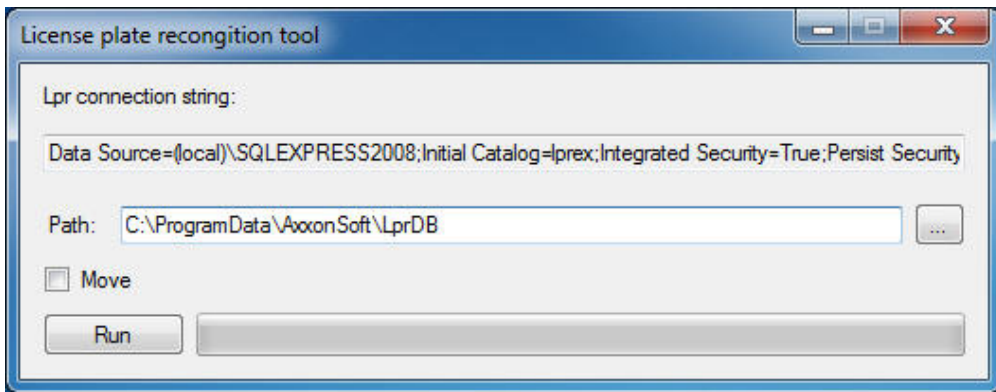 License plate recongition tool
Lpr connection string:
Data Source=(local)\SQLEXPRESS2008;Initial Catalog=lprex;Integrated Security=True;Persist Security
Path: C:\ProgramData\AxxonSoft\LprDB ...
Move
Run